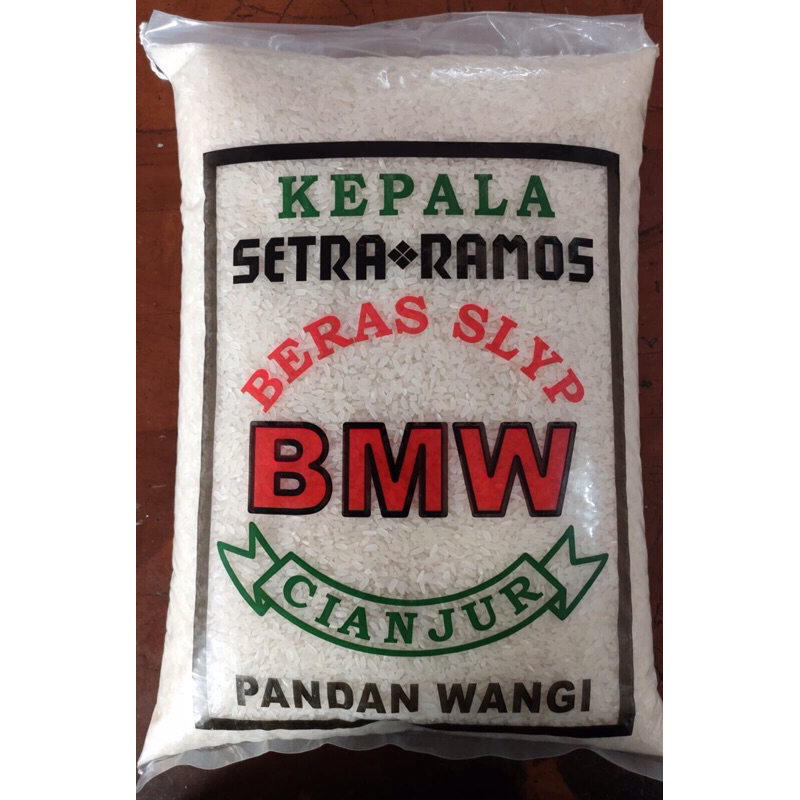 KEPALA
SETRA❖RAMOS
BERAS SLYP
BMW
CIANJUR
PANDAN WANGI